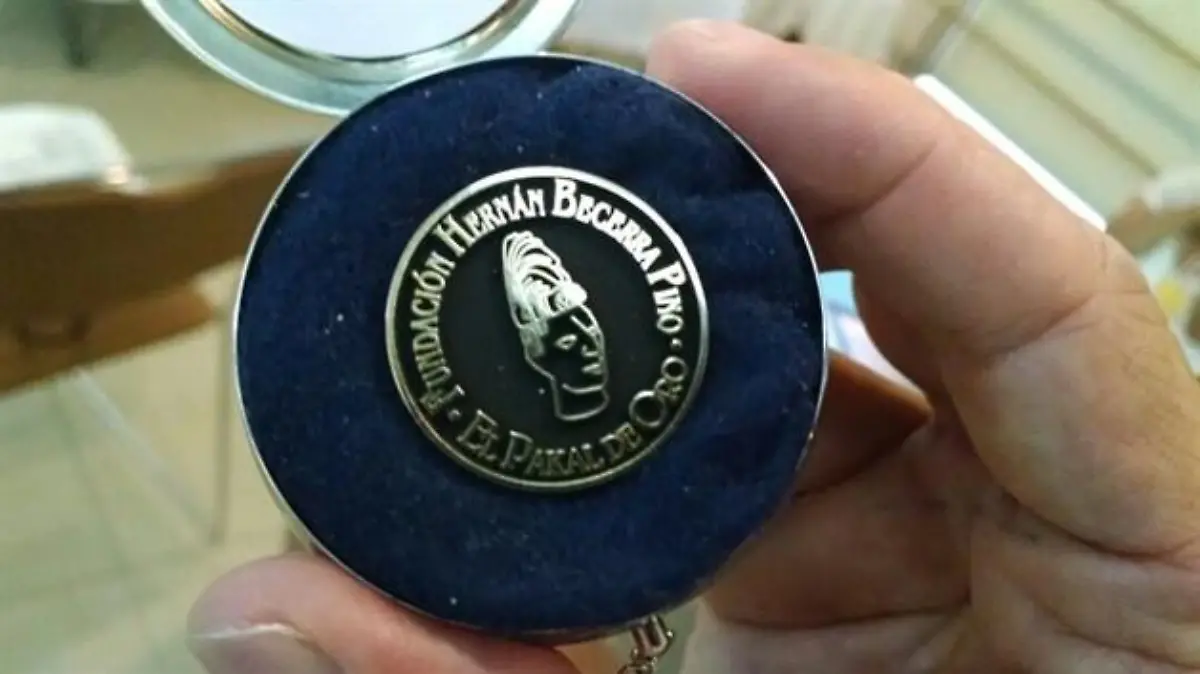 FUNDACIÓN HERNÁN BECERRA PINO
· EL PAKAL DE ORO ·